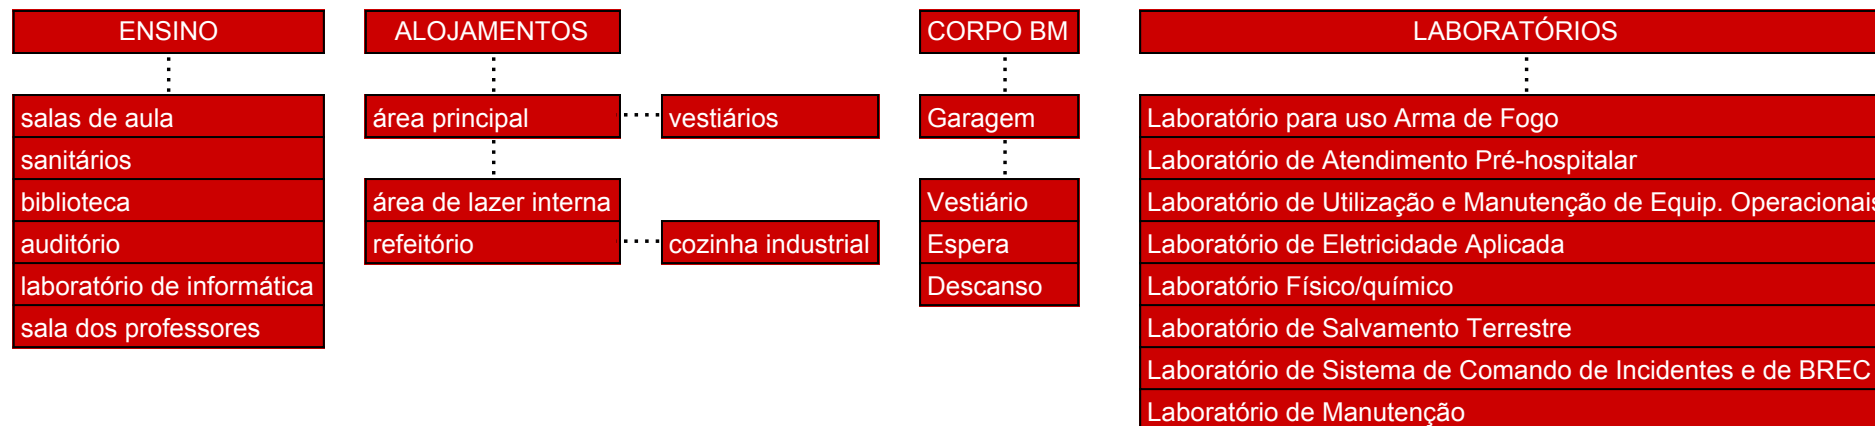 ENSINO
salas de aula
sanitários
biblioteca
auditório
laboratório de informática
sala dos professores
ALOJAMENTOS
área principal
vestiários
área de lazer interna
refeitório
cozinha industrial
CORPO BM
Garagem
Vestiário
Espera
Descanso
LABORATÓRIOS
Laboratório para uso Arma de Fogo
Laboratório de Atendimento Pré-hospitalar
Laboratório de Utilização e Manutenção de Equip. Operacionais
Laboratório de Eletricidade Aplicada
Laboratório Físico/químico
Laboratório de Salvamento Terrestre
Laboratório de Sistema de Comando de Incidentes e de BREC
Laboratório de Manutenção